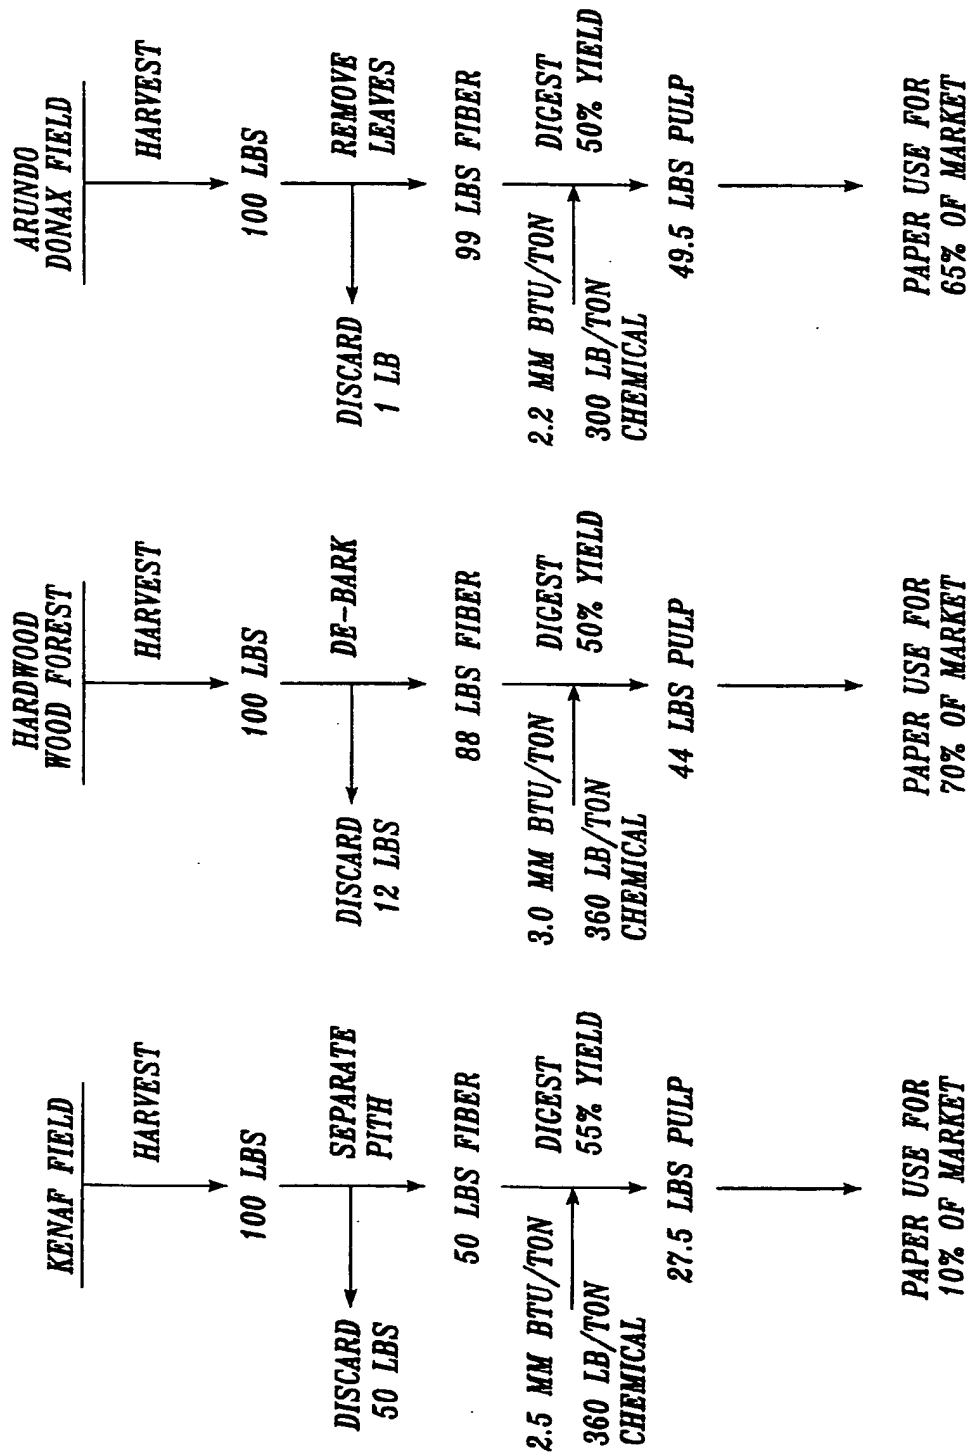 KENAF FIELD
HARVEST
100 LBS
SEPARATE
PITH
DISCARD
50 LBS
50 LBS FIBER
DIGEST
55% YIELD
2.5 MM BTU/TON
360 LB/TON
CHEMICAL
27.5 LBS PULP
PAPER USE FOR
10% OF MARKET
HARDWOOD
WOOD FOREST
HARVEST
100 LBS
DE-BARK
DISCARD
12 LBS
88 LBS FIBER
DIGEST
50% YIELD
3.0 MM BTU/TON
360 LB/TON
CHEMICAL
44 LBS PULP
PAPER USE FOR
70% OF MARKET
ARUNDO
DONAX FIELD
HARVEST
100 LBS
REMOVE
LEAVES
DISCARD
1 LB
99 LBS FIBER
DIGEST
50% YIELD
2.2 MM BTU/TON
300 LB/TON
CHEMICAL
49.5 LBS PULP
PAPER USE FOR
65% OF MARKET